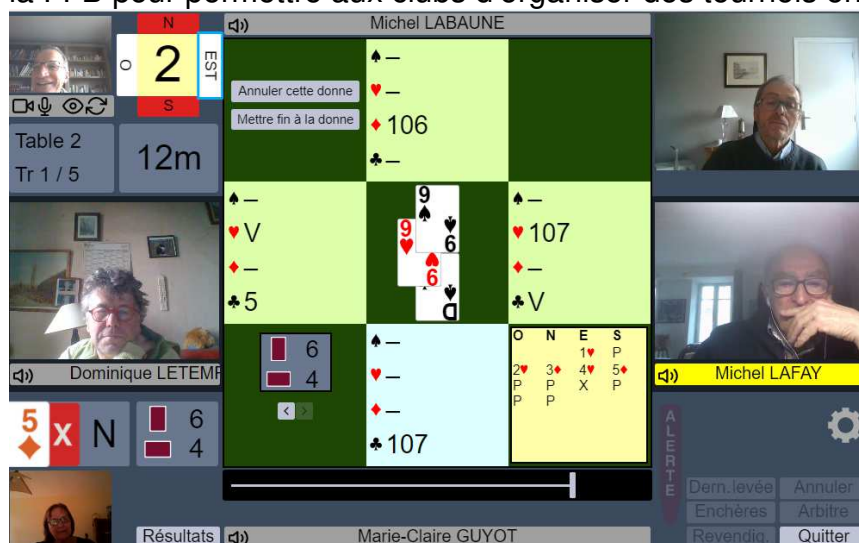 la FFB pour permettre aux clubs d'organiser des tournois en
N
O
2
EST
S
Michel LABAUNE
Annuler cette donne
Mettre fin à la donne
♠ –
♥ –
♦ 106
♣ –
Table 2
Tr 1 / 5
12m
♠ –
♥ V
♦ –
♣ 5
9
9
9
6
D
♠ –
♥ 107
♦ –
♣ V
Dominique LETEM
6
4
< >
♠ –
♥ –
♦ –
♣ 107
O N E S
1♥ P
2♥ 3♦ 4♥ 5♦
P P X P
P P
Michel LAFAY
5♦ X N
6
4
ALERTE
Dern.levée Annuler
Enchères Arbitre
Revendiq. Quitter
Résultats
Marie-Claire GUYOT